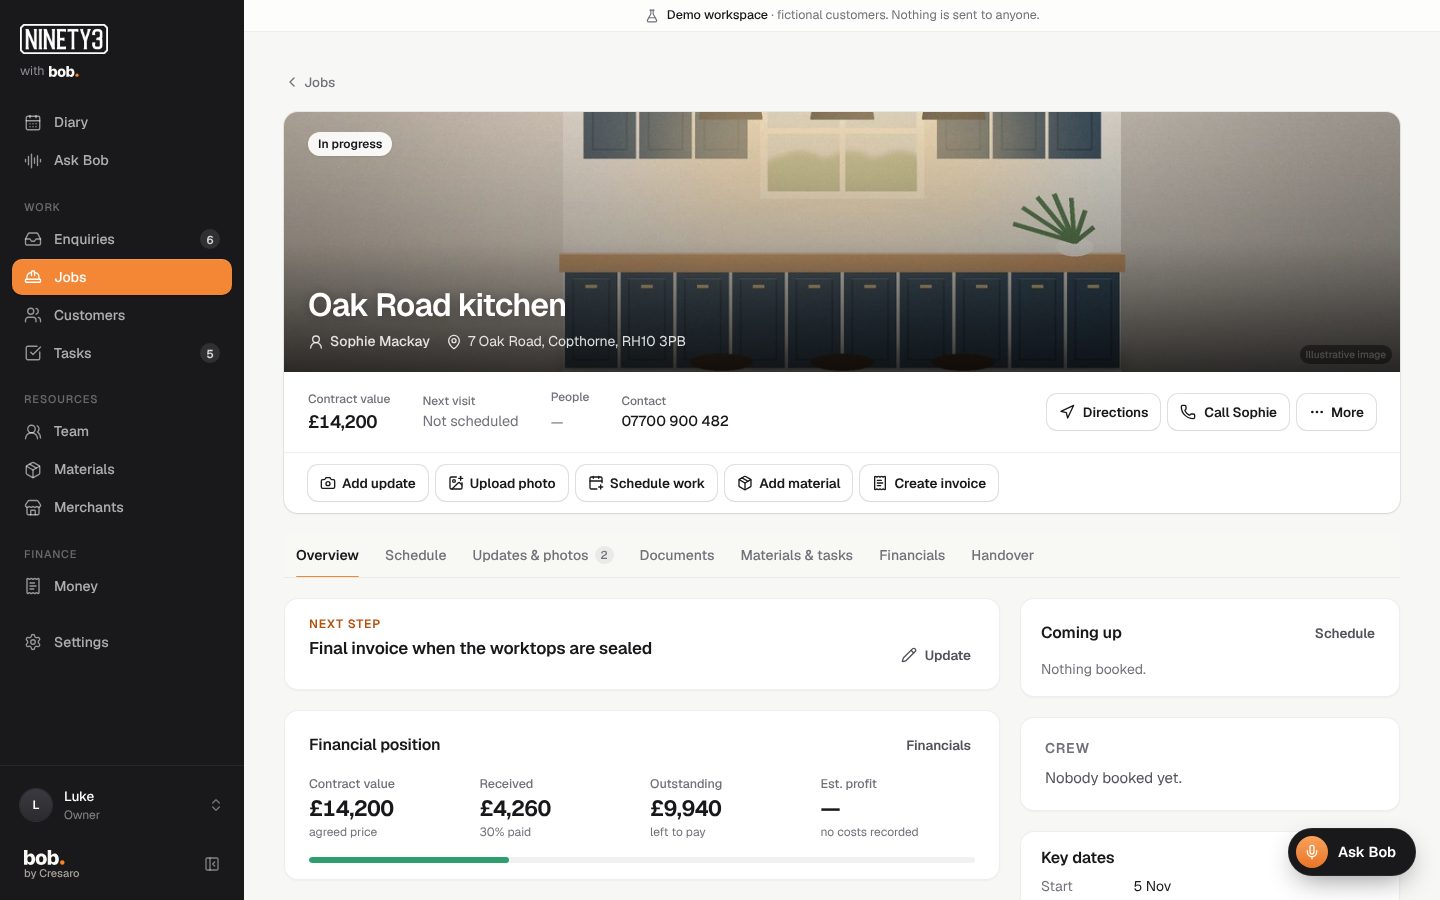 Demo workspace · fictional customers. Nothing is sent to anyone.
NINETY3
with bob.
Diary
Ask Bob
WORK
Enquiries 6
Jobs
Customers
Tasks 5
RESOURCES
Team
Materials
Merchants
FINANCE
Money
Settings
L
Luke
Owner
bob.
by Cresaro
Jobs
In progress
Oak Road kitchen
Sophie Mackay 7 Oak Road, Copthorne, RH10 3PB
Illustrative image
Contract value
£14,200
Next visit
Not scheduled
People
—
Contact
07700 900 482
Directions
Call Sophie
More
Add update
Upload photo
Schedule work
Add material
Create invoice
Overview
Schedule
Updates & photos 2
Documents
Materials & tasks
Financials
Handover
NEXT STEP
Final invoice when the worktops are sealed
Update
Financial position
Financials
Contract value
£14,200
agreed price
Received
£4,260
30% paid
Outstanding
£9,940
left to pay
Est. profit
—
no costs recorded
Coming up
Schedule
Nothing booked.
CREW
Nobody booked yet.
Key dates
Start 5 Nov
Ask Bob